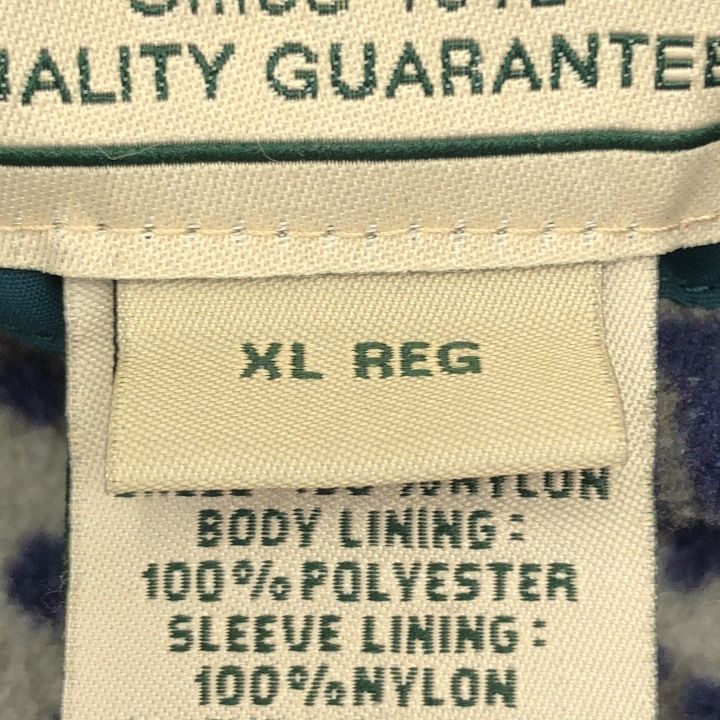 ALITY GUARANTEE
XL REG
BODY LINING:
100% POLYESTER
SLEEVE LINING:
100% NYLON